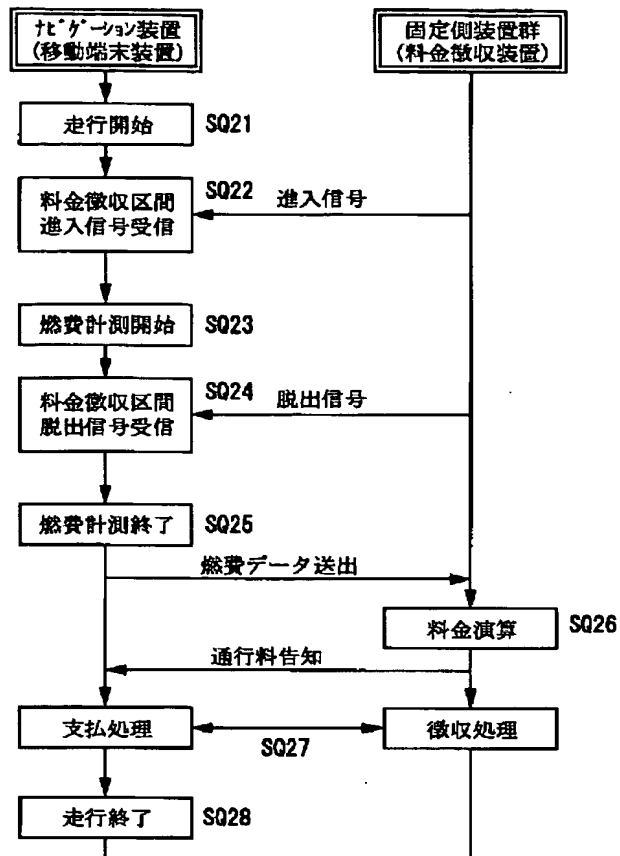 ナビゲーション装置
(移動端末装置)
固定側装置群
(料金徴収装置)
走行開始
SQ21
料金徴収区間
進入信号受信
SQ22
進入信号
燃費計測開始
SQ23
料金徴収区間
脱出信号受信
SQ24
脱出信号
燃費計測終了
SQ25
燃費データ送出
料金演算
SQ26
通行料告知
支払処理
SQ27
徴収処理
走行終了
SQ28